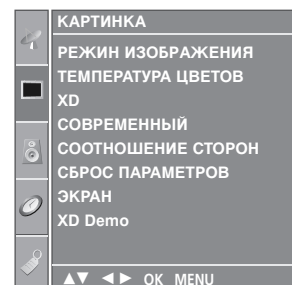 КАРТИНКА
РЕЖИН ИЗОБРАЖЕНИЯ
ТЕМПЕРАТУРА ЦВЕТОВ
XD
СОВРЕМЕННЫЙ
СООТНОШЕНИЕ СТОРОН
СБРОС ПАРАМЕТРОВ
ЭКРАН
XD Demo
▲▼ ◄► OK MENU